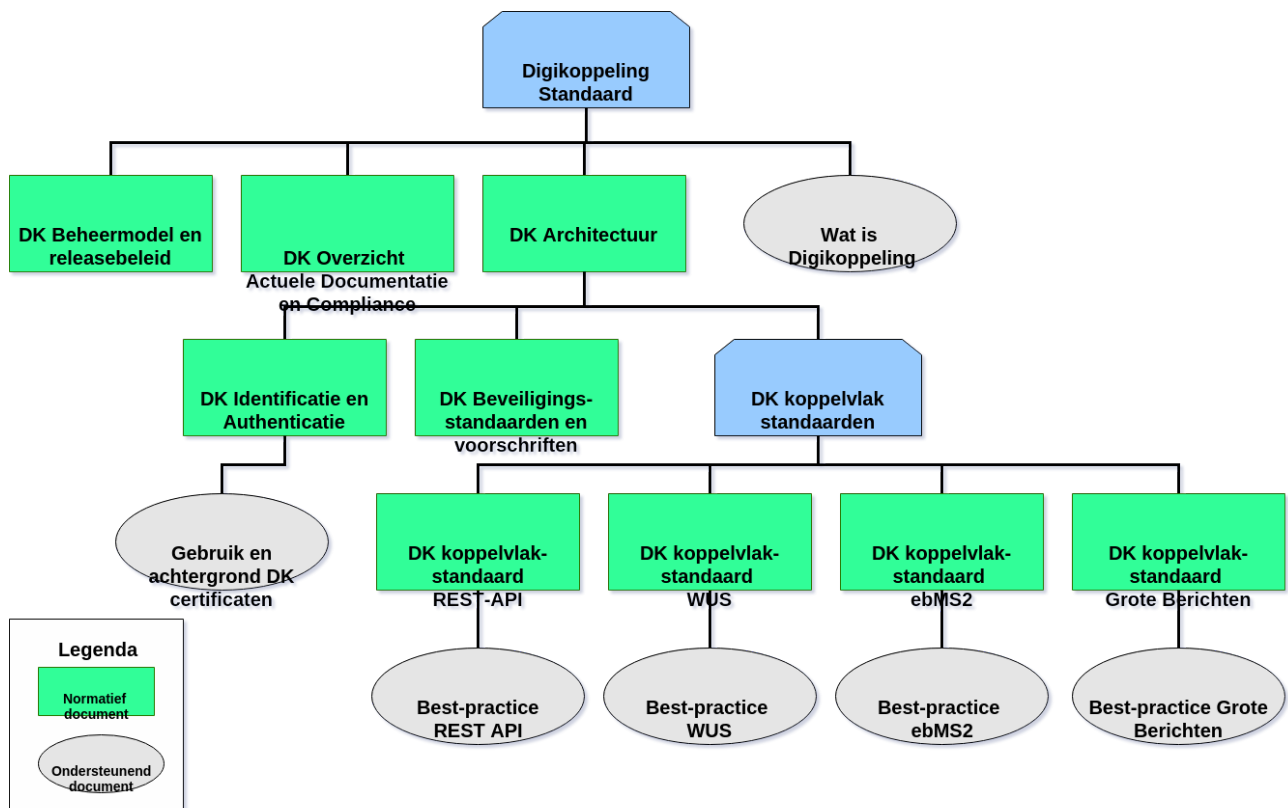 Digikoppeling
Standaard
DK Beheermodel en
releasebeleid
DK Overzicht
Actuele Documentatie
en Compliance
DK Architectuur
Wat is
Digikoppeling
DK Identificatie en
Authenticatie
DK Beveiligings-
standaarden en
voorschriften
DK koppelvlak
standaarden
Gebruik en
achtergrond DK
certificaten
DK koppelvlak-
standaard
REST-API
DK koppelvlak-
standaard
WUS
DK koppelvlak-
standaard
ebMS2
DK koppelvlak-
standaard
Grote Berichten
Best-practice
REST API
Best-practice
WUS
Best-practice
ebMS2
Best-practice Grote
Berichten
Legenda
Normatief
document
Ondersteunend
document